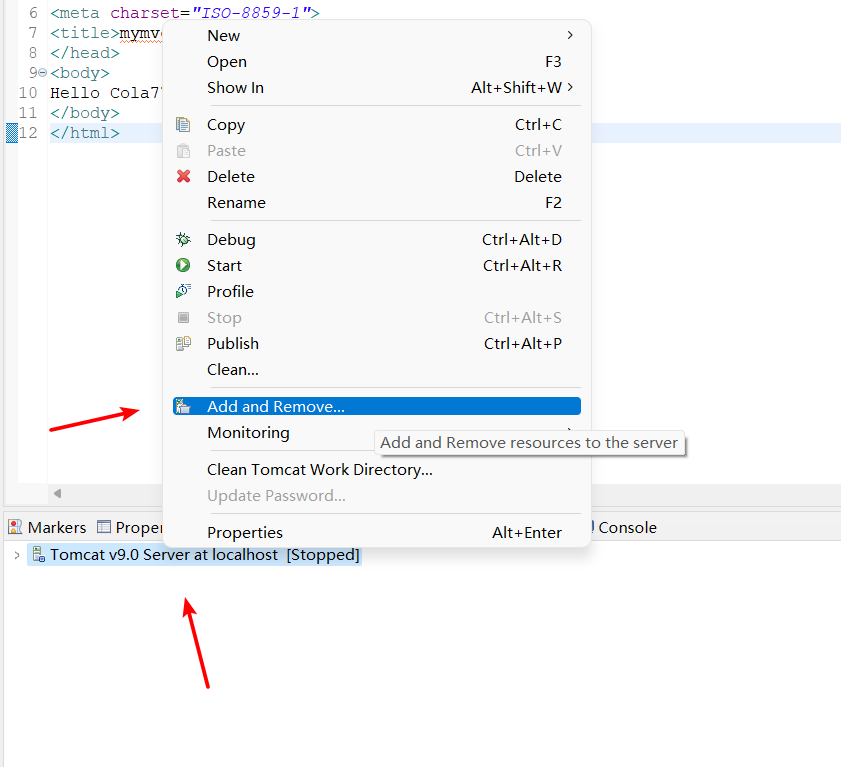 6 <meta charset="ISO-8859-1">
7 <title>mymv
8 </head>
9 <body>
10 Hello Cola7
11 </body>
12 </html>
New
Open F3
Show In Alt+Shift+W
Copy Ctrl+C
Paste Ctrl+V
Delete Delete
Rename F2
Debug Ctrl+Alt+D
Start Ctrl+Alt+R
Profile
Stop Ctrl+Alt+S
Publish Ctrl+Alt+P
Clean...
Add and Remove...
Monitoring
Add and Remove resources to the server
Clean Tomcat Work Directory...
Update Password...
Properties Alt+Enter
Markers Proper Console
Tomcat v9.0 Server at localhost [Stopped]